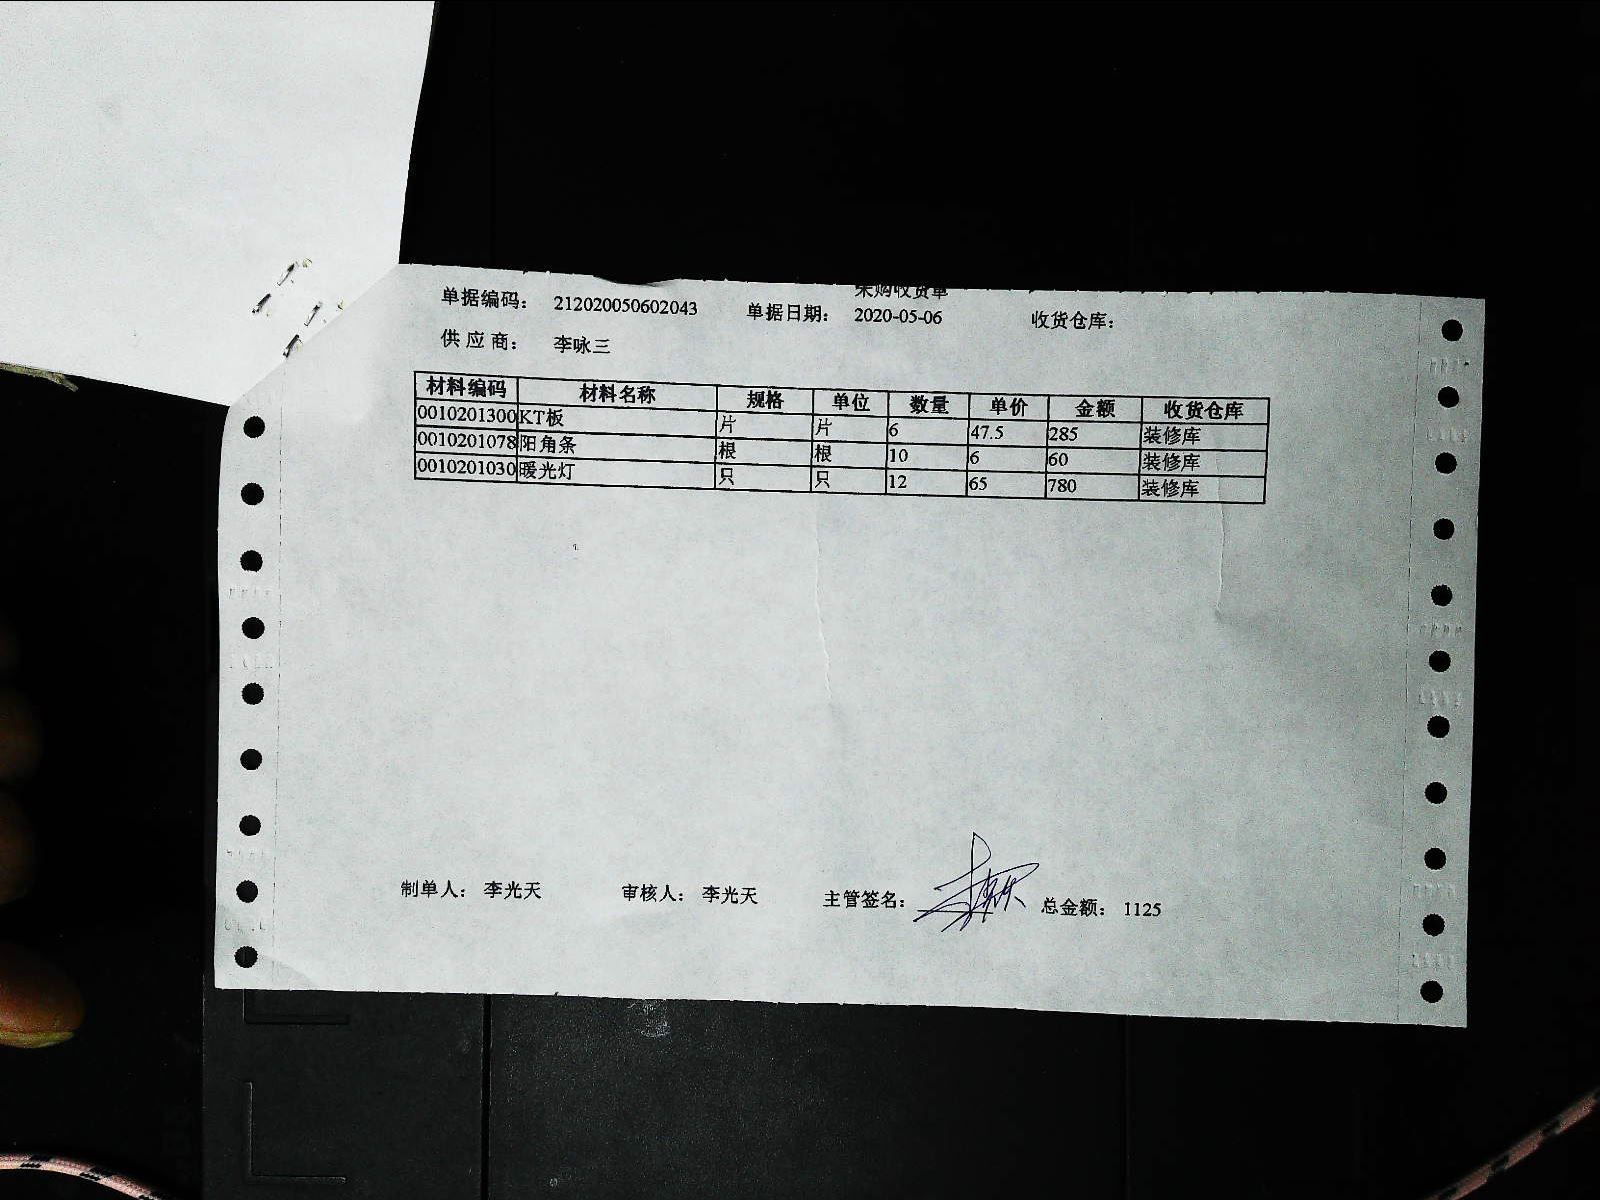 采购收货单
单据编码： 212020050602043 单据日期： 2020-05-06 收货仓库：
供 应 商： 李咏三
材料编码 材料名称 规格 单位 数量 单价 金额 收货仓库
0010201300 KT板 片 片 6 47.5 285 装修库
0010201078 阳角条 根 根 10 6 60 装修库
0010201030 暖光灯 只 只 12 65 780 装修库
制单人： 李光天 审核人： 李光天 主管签名： 总金额： 1125